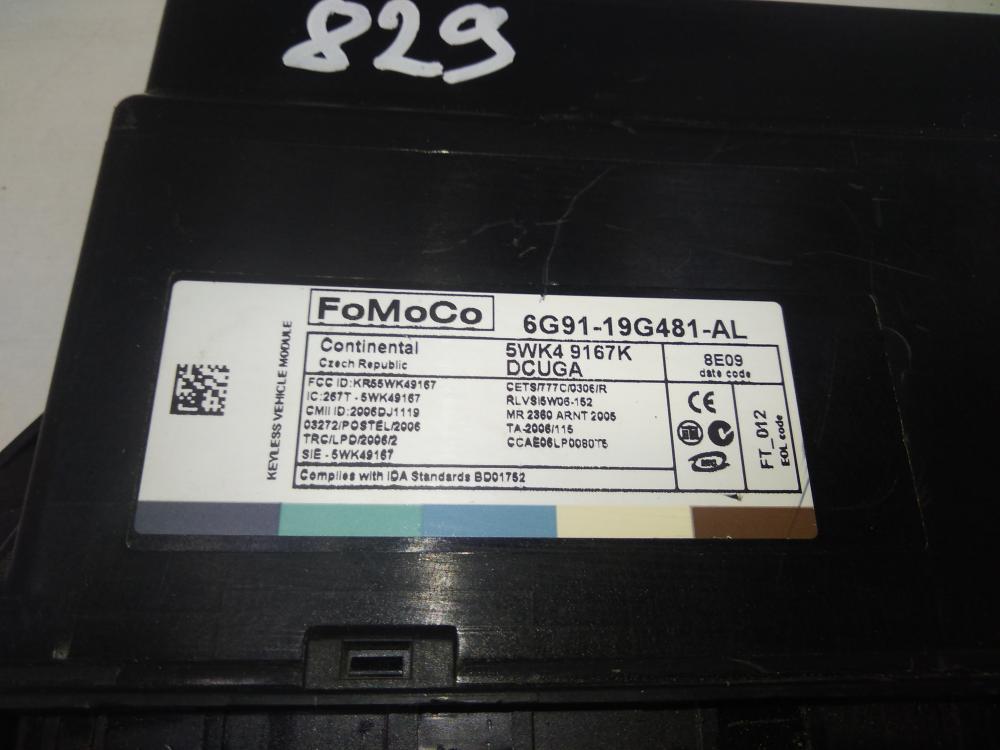 829
FoMoCo
6G91-19G481-AL
Continental
Czech Republic
5WK4 9167K
DCUGA
8E09
date code
KEYLESS VEHICLE MODULE
FCC ID:KR55WK49167
IC:267T - 5WK49167
CMII ID:2006DJ1119
03272/POSTEL/2006
TRC/LPD/2006/2
SIE - 5WK49167
CETS/777C/0306/R
RLVSI5W06-152
MR 2360 ARNT 2005
TA-2006/115
CCAE06LP0080T5
CE
FT_012
EOL code
Complies with IDA Standards BD01752